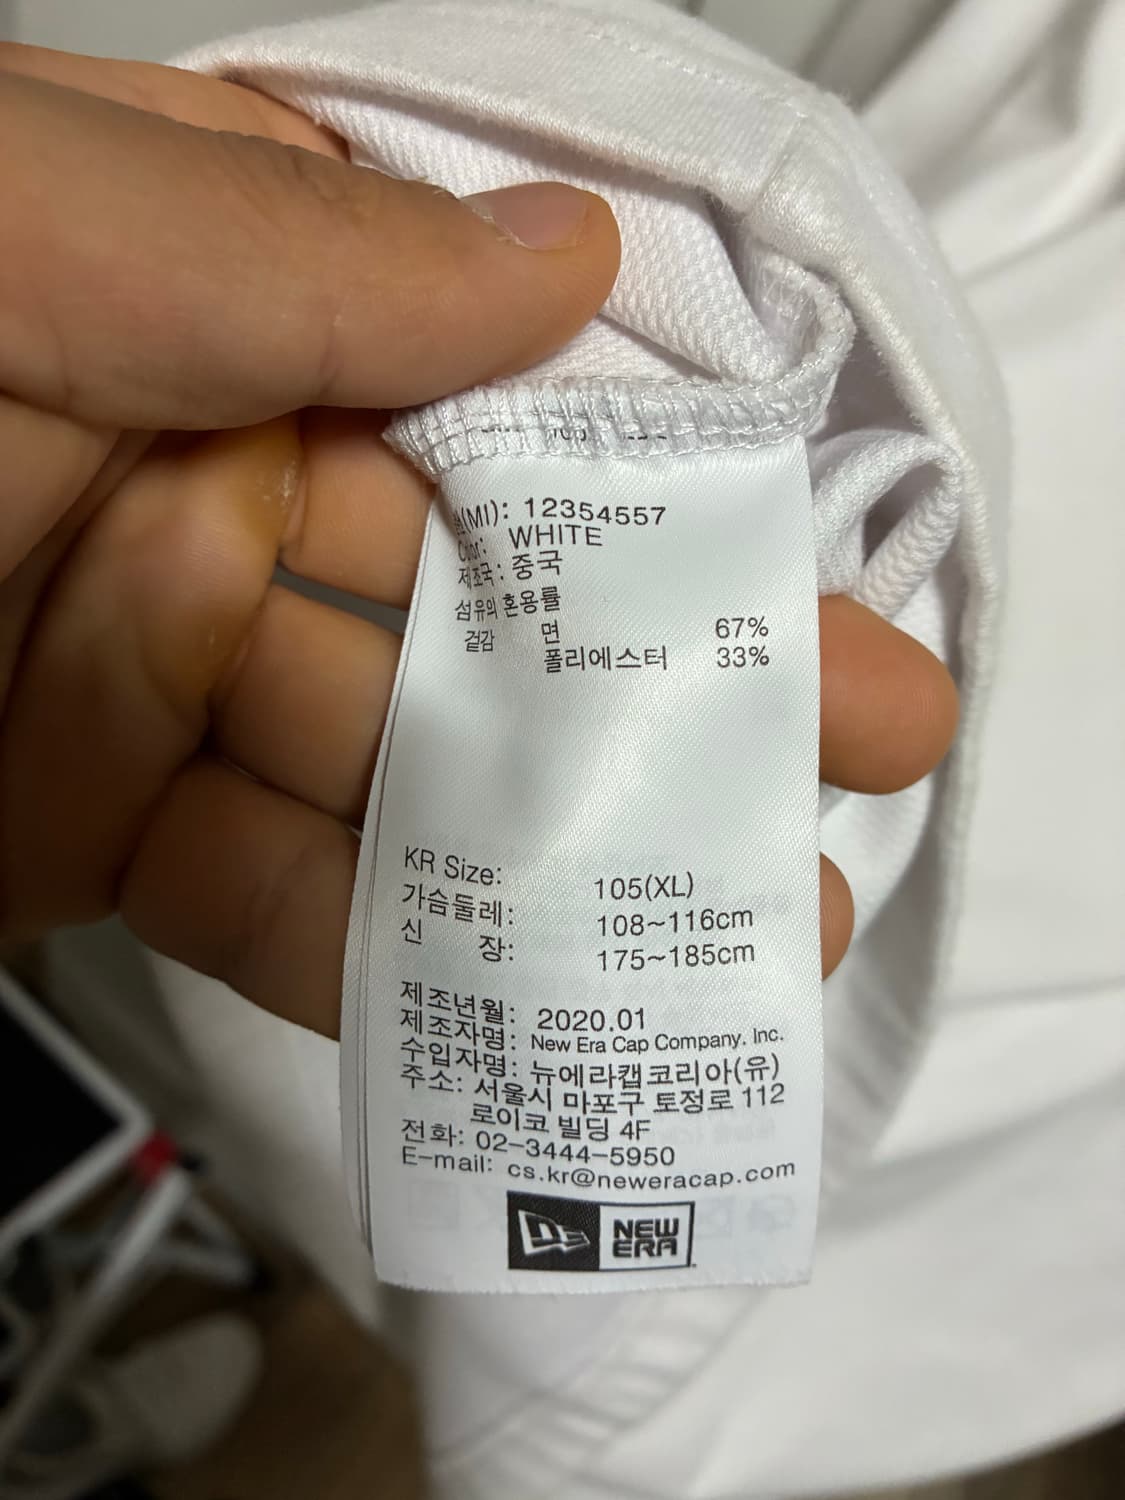 (MI): 12354557
Color: WHITE
제조국: 중국
섬유의 혼용률
겉감 면 67%
폴리에스터 33%
KR Size: 105(XL)
가슴둘레: 108~116cm
신 장: 175~185cm
제조년월: 2020.01
제조자명: New Era Cap Company. Inc.
수입자명: 뉴에라캡코리아(유)
주소: 서울시 마포구 토정로 112
로이코 빌딩 4F
전화: 02-3444-5950
E-mail: cs.kr@neweracap.com
NEW
ERA